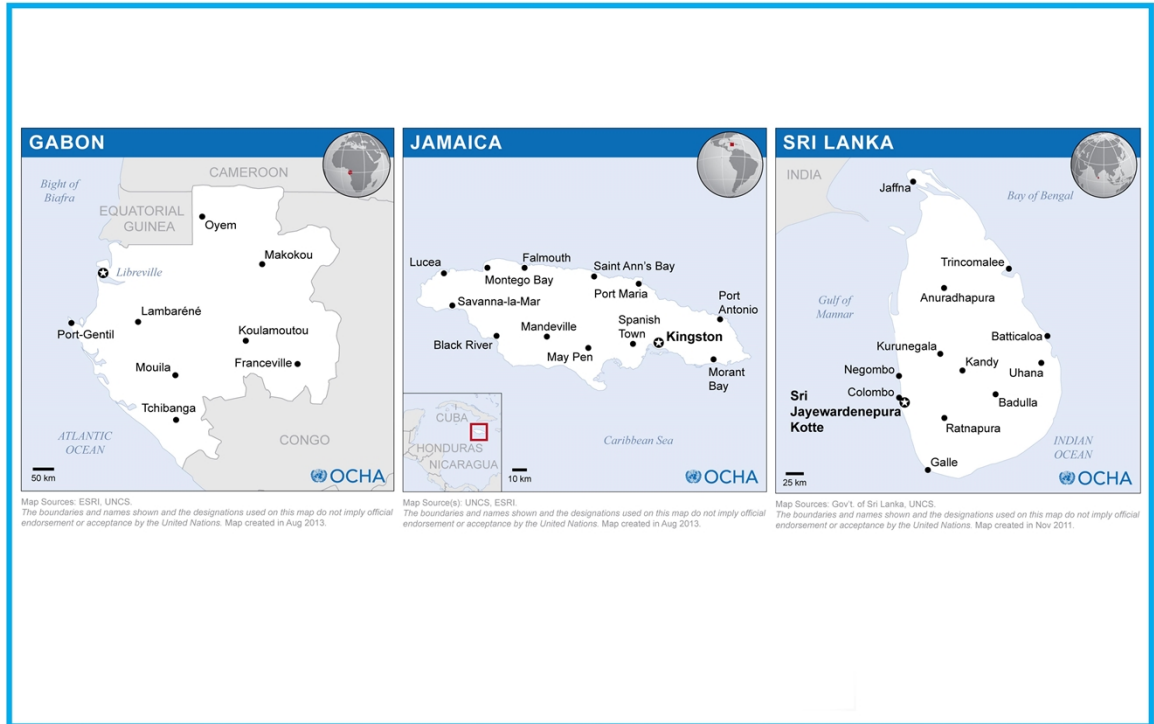 GABON
CAMEROON
Bight of
Biafra
EQUATORIAL
GUINEA
Oyem
Makokou
Libreville
Lambaréné
Port-Gentil
Koulamoutou
Mouila
Franceville
Tchibanga
ATLANTIC
OCEAN
CONGO
50 km
OCHA
Map Sources: ESRI, UNCS.
The boundaries and names shown and the designations used on this map do not imply official
endorsement or acceptance by the United Nations. Map created in Aug 2013.
JAMAICA
Lucea
Falmouth
Montego Bay
Saint Ann's Bay
Port Maria
Savanna-la-Mar
Port
Antonio
Mandeville
Spanish
Town
Kingston
Black River
May Pen
Morant
Bay
CUBA
HONDURAS
NICARAGUA
Caribbean Sea
10 km
OCHA
Map Source(s): UNCS, ESRI.
The boundaries and names shown and the designations used on this map do not imply official
endorsement or acceptance by the United Nations. Map created in Aug 2013.
SRI LANKA
INDIA
Jaffna
Bay of Bengal
Trincomalee
Anuradhapura
Gulf of
Mannar
Batticaloa
Kurunegala
Kandy
Uhana
Negombo
Colombo
Badulla
Sri
Jayewardenepura
Kotte
Ratnapura
INDIAN
OCEAN
Galle
25 km
OCHA
Map Sources: Gov't. of Sri Lanka, UNCS.
The boundaries and names shown and the designations used on this map do not imply official
endorsement or acceptance by the United Nations. Map created in Nov 2011.